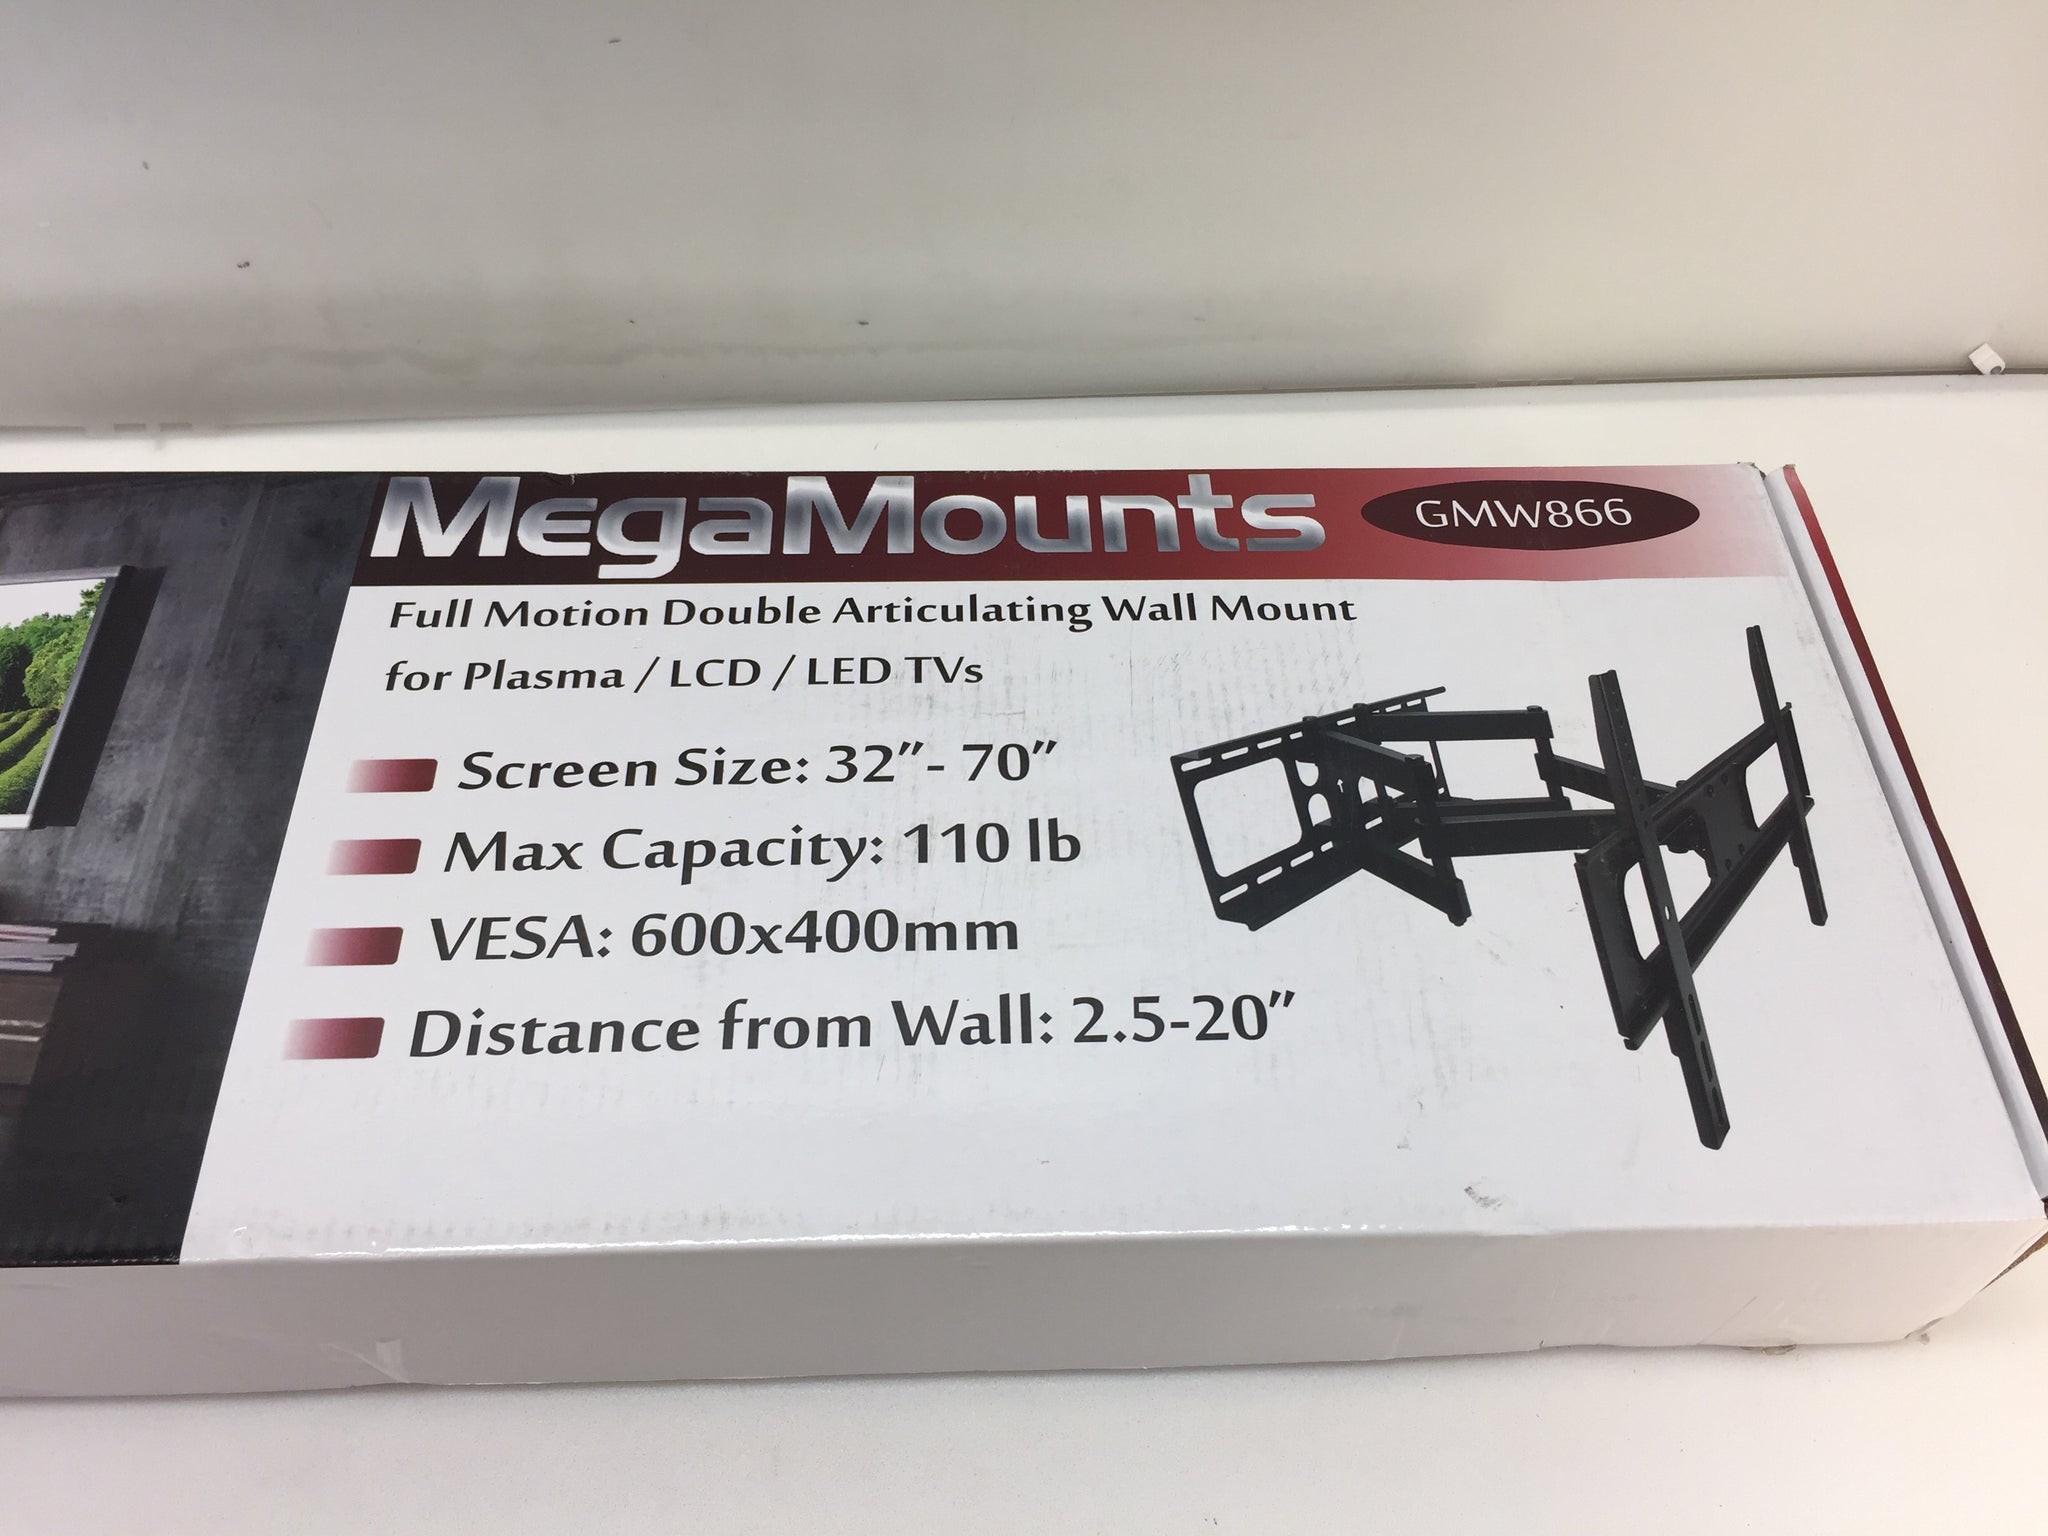 MegaMounts GMW866
Full Motion Double Articulating Wall Mount
for Plasma / LCD / LED TVs
Screen Size: 32"- 70"
Max Capacity: 110 lb
VESA: 600x400mm
Distance from Wall: 2.5-20"